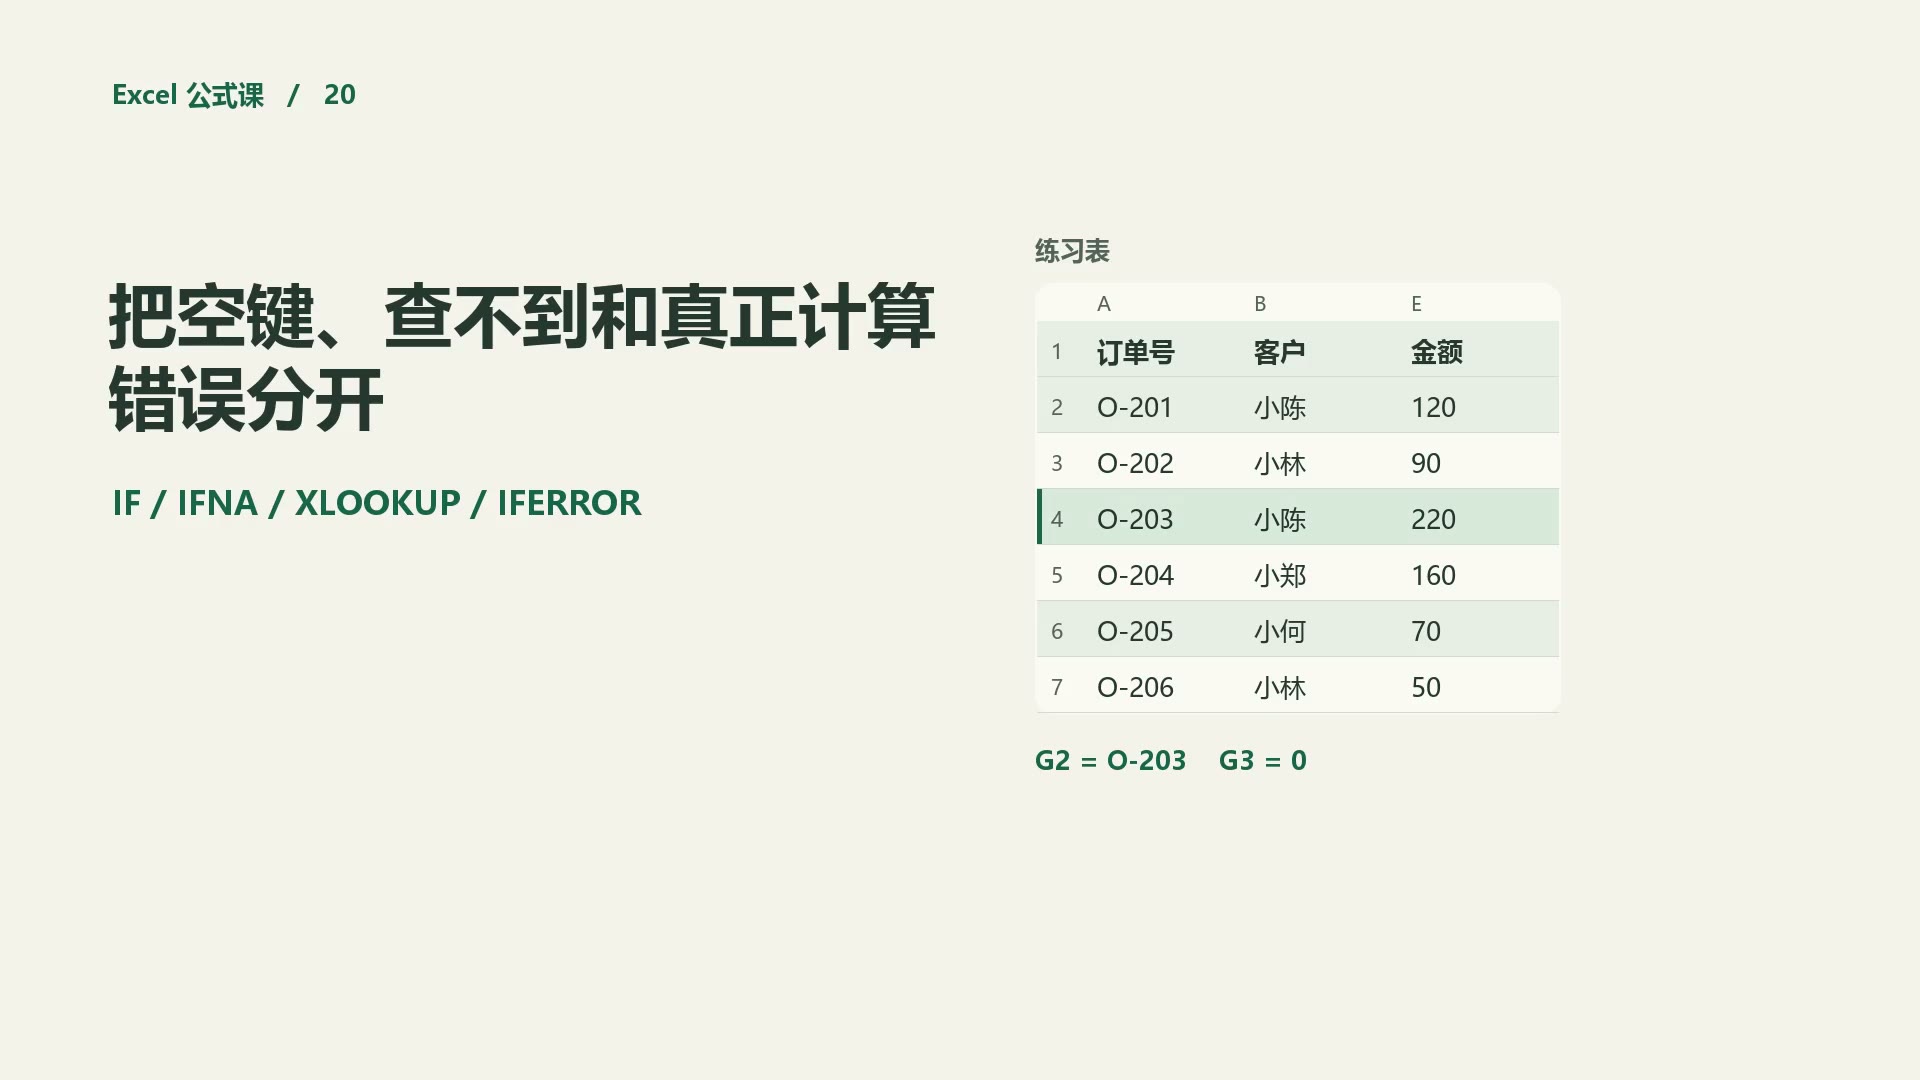 Excel 公式课 / 20
把空键、查不到和真正计算
错误分开
IF / IFNA / XLOOKUP / IFERROR
练习表
A B E
1 订单号 客户 金额
2 O-201 小陈 120
3 O-202 小林 90
4 O-203 小陈 220
5 O-204 小郑 160
6 O-205 小何 70
7 O-206 小林 50
G2 = O-203 G3 = 0